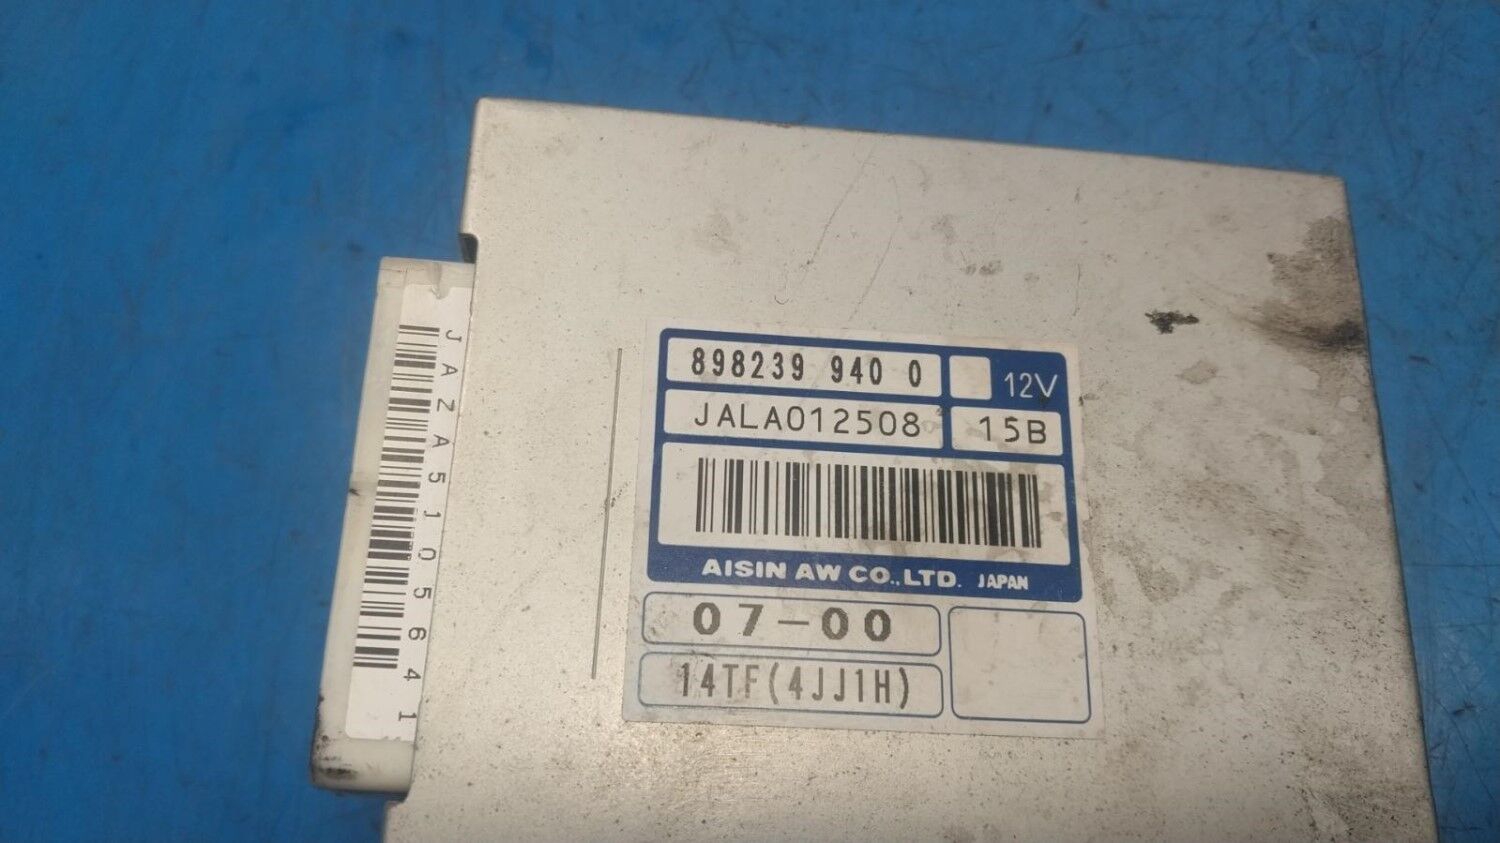 898239 940 0
12V
JALA012508
15B
AISIN AW CO.,LTD. JAPAN
07-00
14TF(4JJ1H)
JAZA5105641